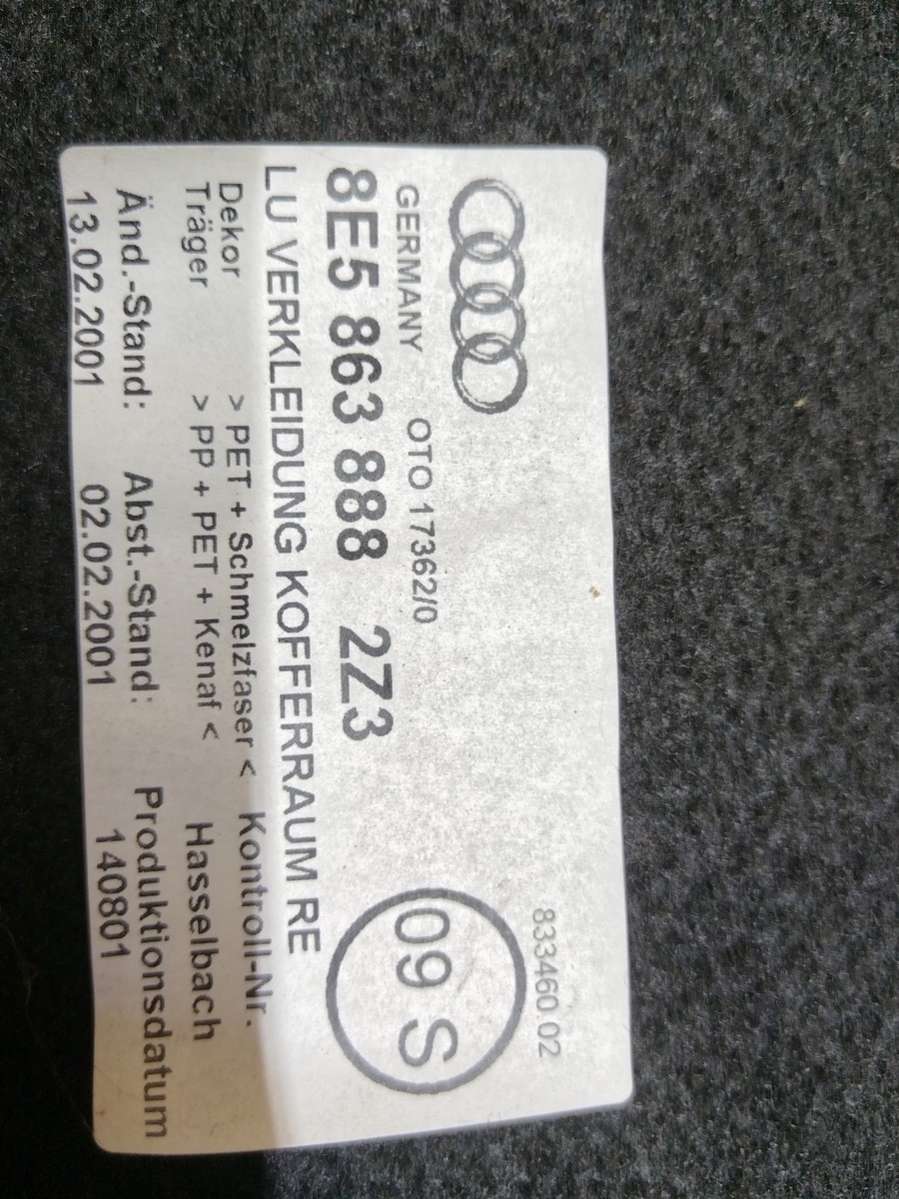 833460 02
GERMANY OTO 17362/0
09 S
8E5 863 888 2Z3
LU VERKLEIDUNG KOFFERRAUM RE
Dekor > PET + Schmelzfaser < Kontroll-Nr.
Träger > PP + PET + Kenaf < Hasselbach
Änd.-Stand: Abst.-Stand: Produktionsdatum
13.02.2001 02.02.2001 140801